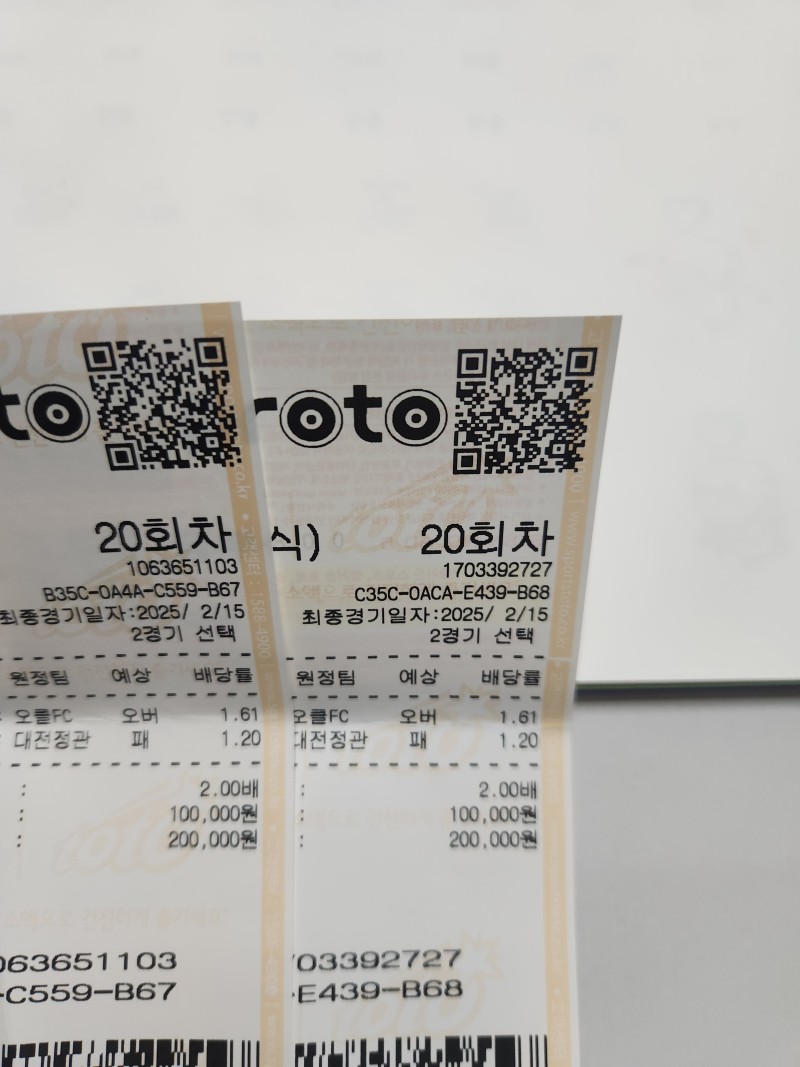 to
20회차
1063651103
B35C-0A4A-C559-B67
최종경기일자:2025/ 2/15
2경기 선택
원정팀 예상 배당률
오클FC 오버 1.61
대전정관 패 1.20
: 2.00배
: 100,000원
: 200,000원
063651103
-C559-B67
roto
식) 20회차
1703392727
C35C-0ACA-E439-B68
최종경기일자:2025/ 2/15
2경기 선택
원정팀 예상 배당률
오클FC 오버 1.61
대전정관 패 1.20
: 2.00배
: 100,000원
: 200,000원
703392727
-E439-B68